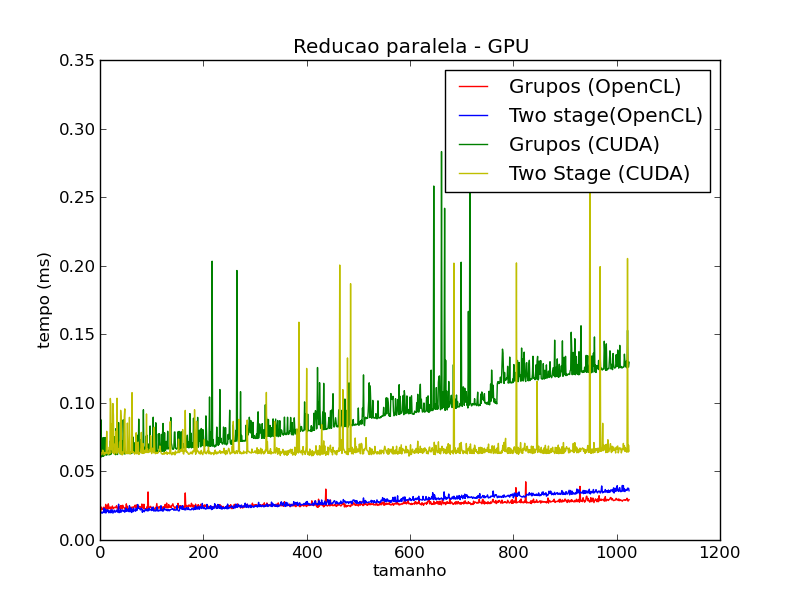 Reducao paralela - GPU
0.35
0.30
0.25
0.20
0.15
0.10
0.05
0.00
tempo (ms)
Grupos (OpenCL)
Two stage(OpenCL)
Grupos (CUDA)
Two Stage (CUDA)
0 200 400 600 800 1000 1200
tamanho